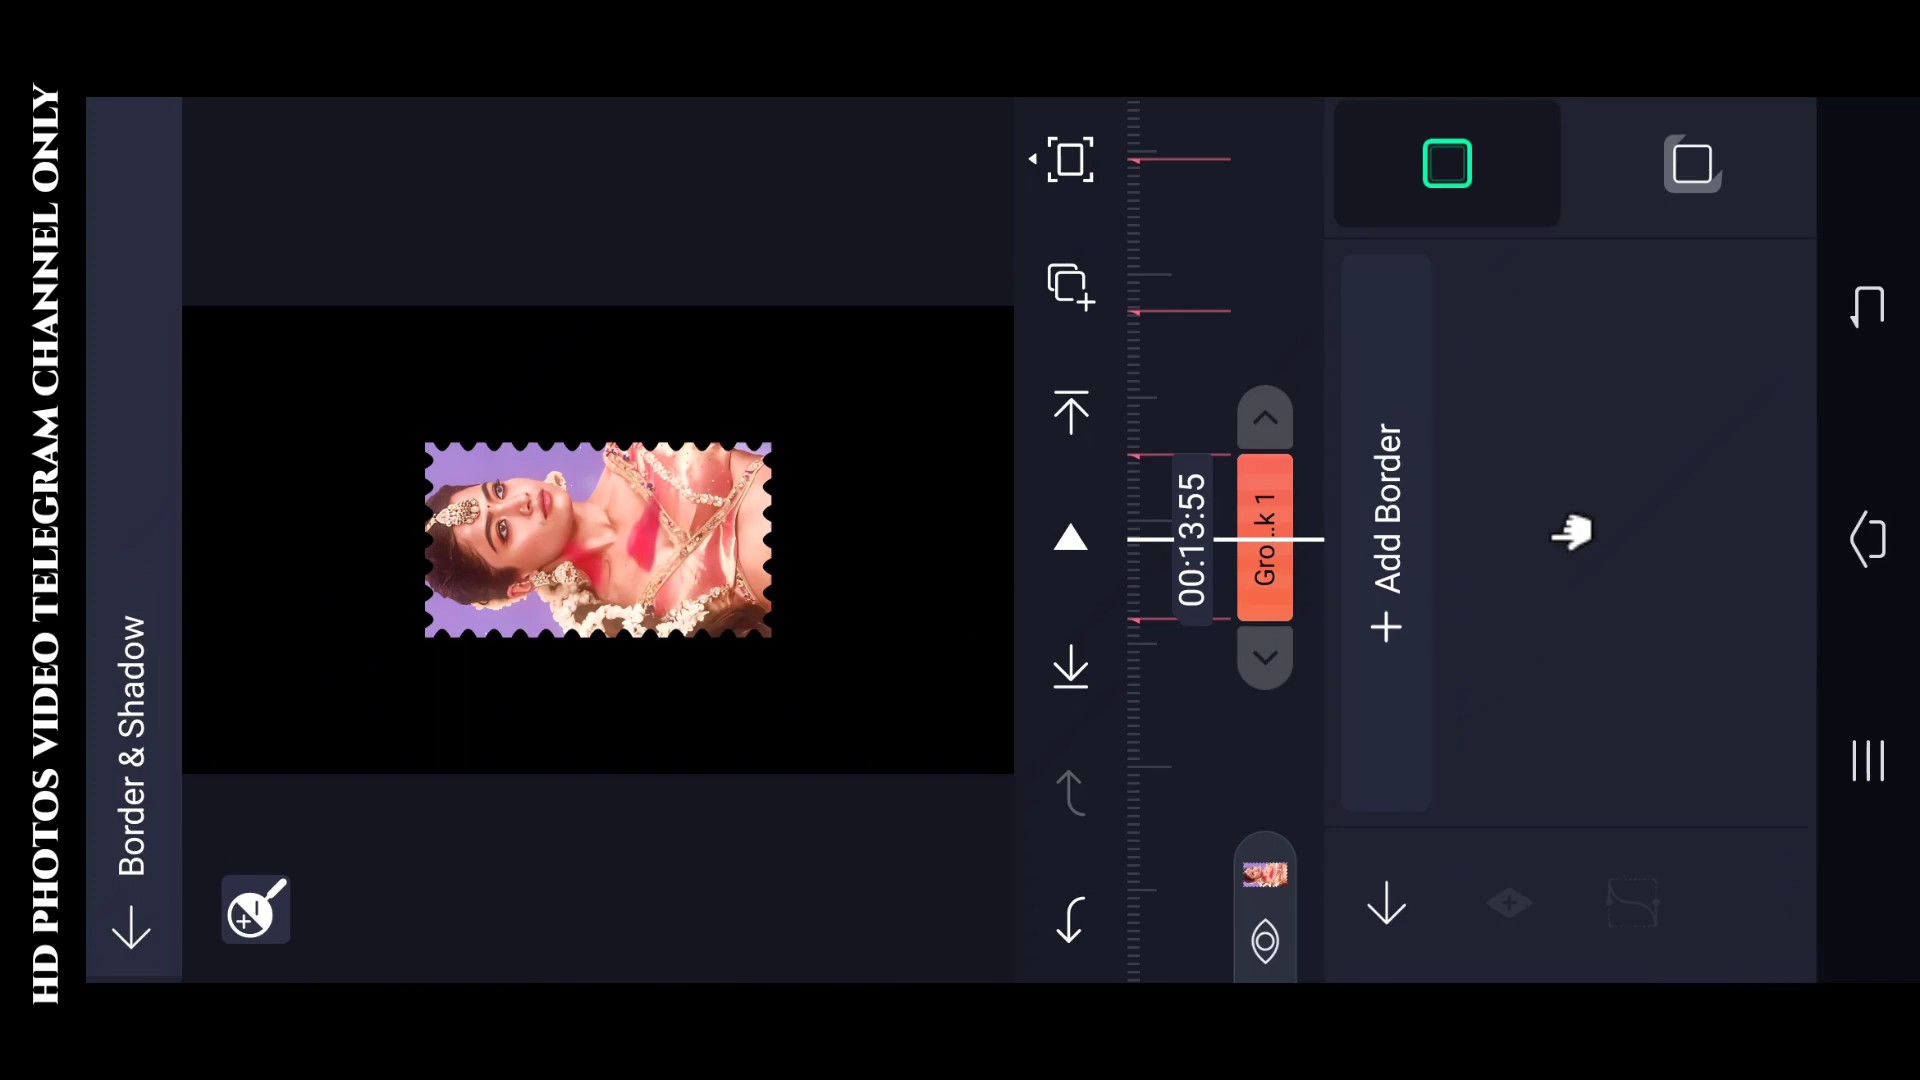 HD PHOTOS VIDEO TELEGRAM CHANNEL ONLY
Border & Shadow
00:13:55
Gro...k 1
+ Add Border